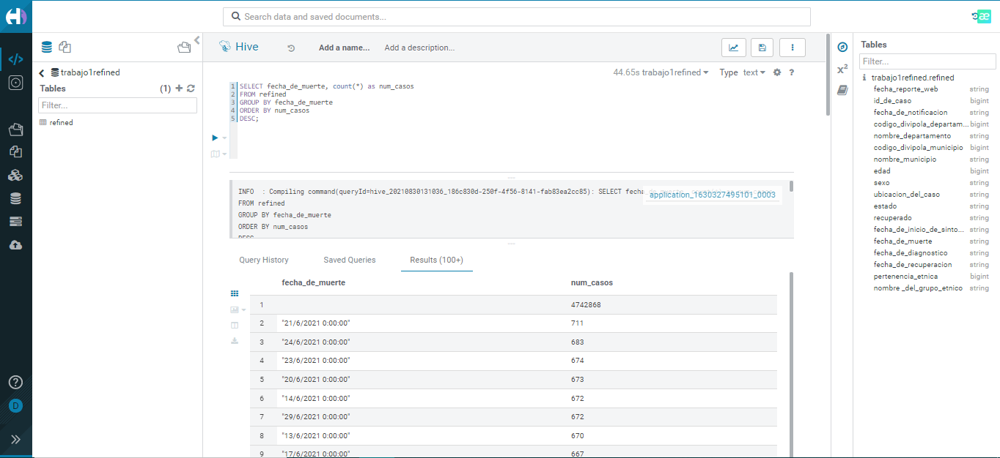 Search data and saved documents...
æ
trabajo1refined
Tables
(1)
Filter...
refined
Hive
Add a name...
Add a description...
44.65s trabajo1refined
Type text
?
1 SELECT fecha_de_muerte, count(*) as num_casos
2 FROM refined
3 GROUP BY fecha_de_muerte
4 ORDER BY num_casos
5 DESC;
INFO : Compiling command(queryId=hive_20210830131036_186c830d-250f-4f56-8141-fab83ea2cc85): SELECT fecha
application_1630327495101_0003
FROM refined
GROUP BY fecha_de_muerte
ORDER BY num_casos
DESC
Query History
Saved Queries
Results (100+)
fecha_de_muerte num_casos
1 4742868
2 "21/6/2021 0:00:00" 711
3 "24/6/2021 0:00:00" 683
4 "23/6/2021 0:00:00" 674
5 "20/6/2021 0:00:00" 673
6 "14/6/2021 0:00:00" 672
7 "29/6/2021 0:00:00" 672
8 "13/6/2021 0:00:00" 670
9 "17/6/2021 0:00:00" 667
x²
Tables
Filter...
trabajo1refined.refined
fecha_reporte_web string
id_de_caso bigint
fecha_de_notificacion string
codigo_divipola_departam... bigint
nombre_departamento string
codigo_divipola_municipio bigint
nombre_municipio string
edad bigint
sexo string
ubicacion_del_caso string
estado string
recuperado string
fecha_de_inicio_de_sinto... string
fecha_de_muerte string
fecha_de_diagnostico string
fecha_de_recuperacion string
pertenencia_etnica bigint
nombre _del_grupo_etnico string
?
D